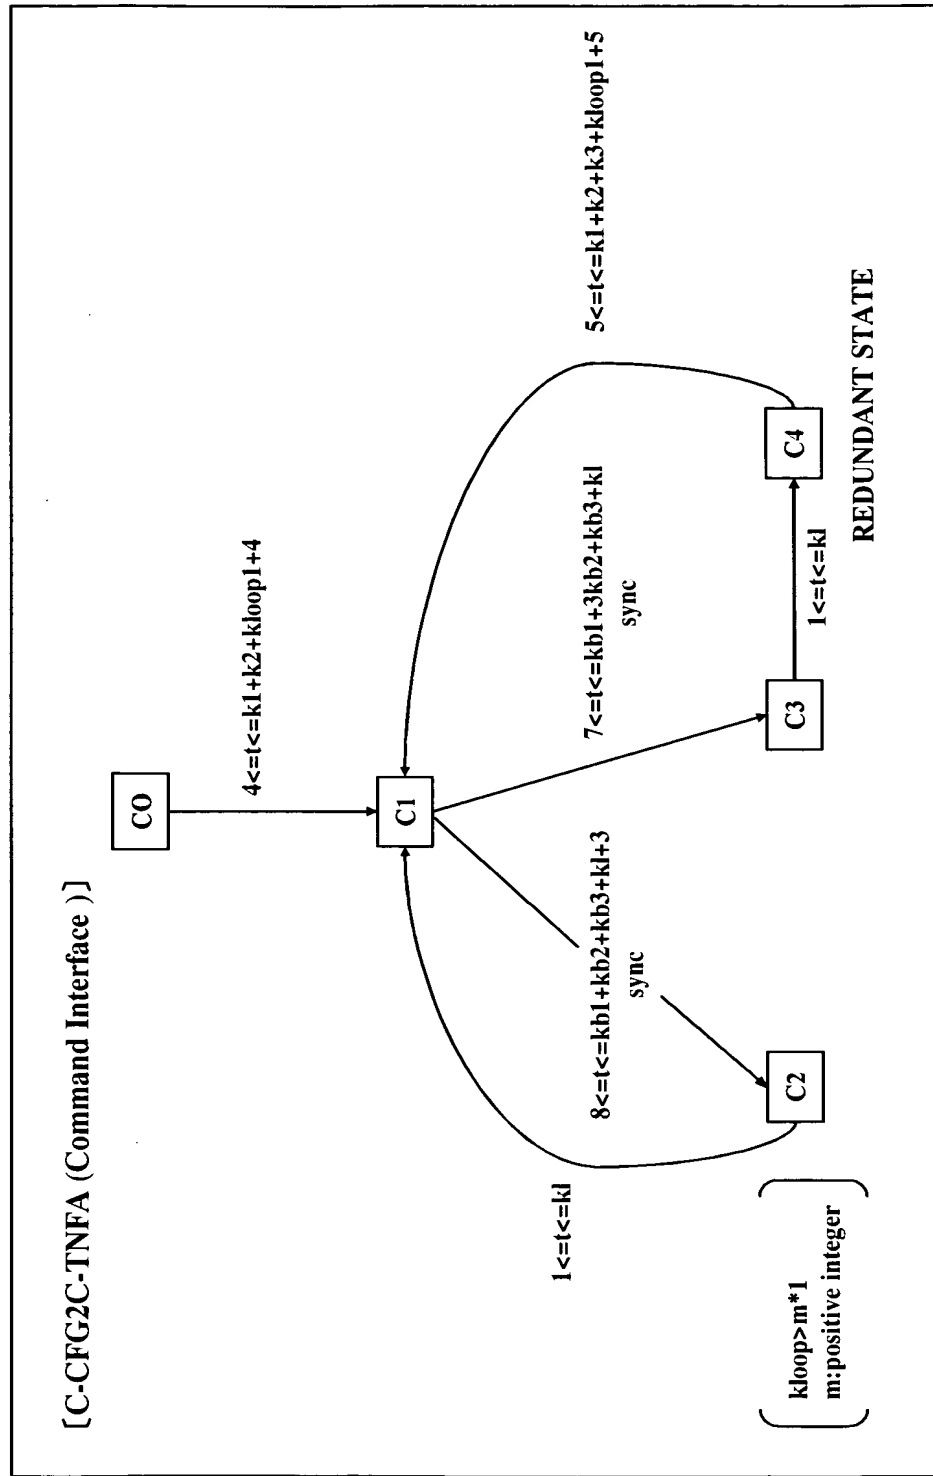 [C-CFG2C-TNFA (Command Interface )]
CO
4<=t<=k1+k2+kloop1+4
C1
1<=t<=kl
8<=t<=kb1+kb2+kb3+kl+3
sync
7<=t<=kb1+3kb2+kb3+kl
sync
5<=t<=k1+k2+k3+kloop1+5
C2
C3
1<=t<=kl
C4
REDUNDANT STATE
kloop>m*1
m:positive integer